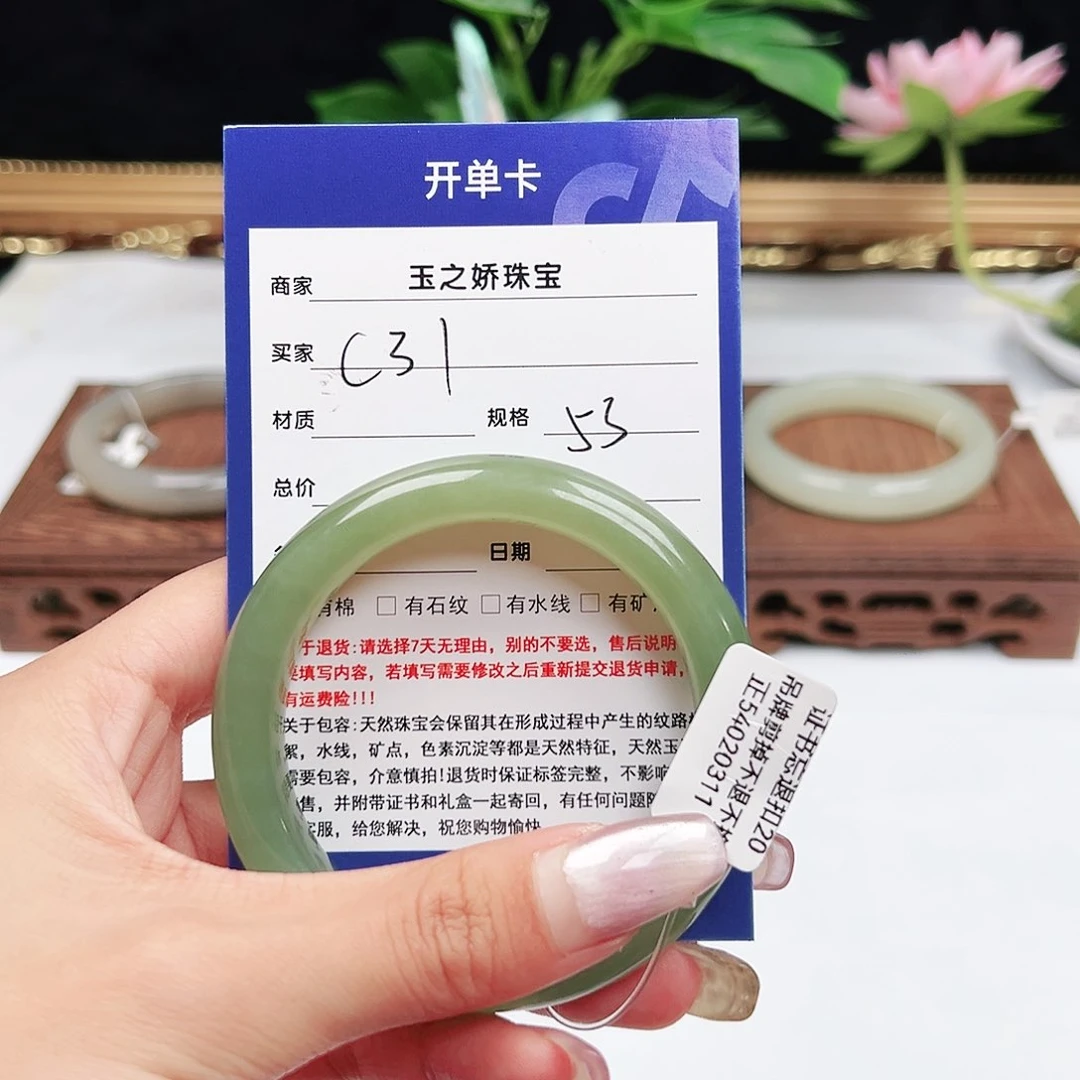 开单卡
商家 玉之娇珠宝
买家 C31
材质 规格 53
总价
日期
有棉 □ 有石纹 □ 有水线 □ 有矿
于退货:请选择7天无理由，别的不要选，售后说明
要填写内容，若填写需要修改之后重新提交退货申请，
有运费险!!!
关于包容:天然珠宝会保留其在形成过程中产生的纹路
絮，水线，矿点，色素沉淀等都是天然特征，天然玉
需要包容，介意慎拍!退货时保证标签完整，不影响
售，并附带证书和礼盒一起寄回，有任何问题
客服，给您解决，祝您购物愉快
证书忘退扣20
吊牌剪掉不退不
正54020311